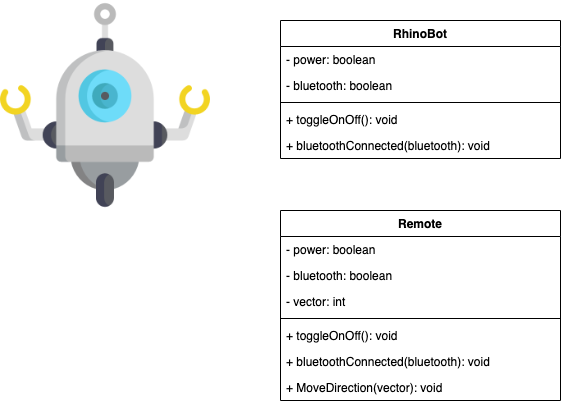 RhinoBot
- power: boolean
- bluetooth: boolean
+ toggleOnOff(): void
+ bluetoothConnected(bluetooth): void
Remote
- power: boolean
- bluetooth: boolean
- vector: int
+ toggleOnOff(): void
+ bluetoothConnected(bluetooth): void
+ MoveDirection(vector): void